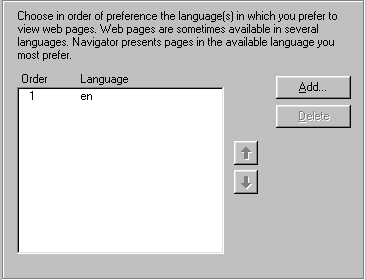 Choose in order of preference the language(s) in which you prefer to
view web pages. Web pages are sometimes available in several
languages. Navigator presents pages in the available language you
most prefer.
Order Language
1 en
Add...
Delete